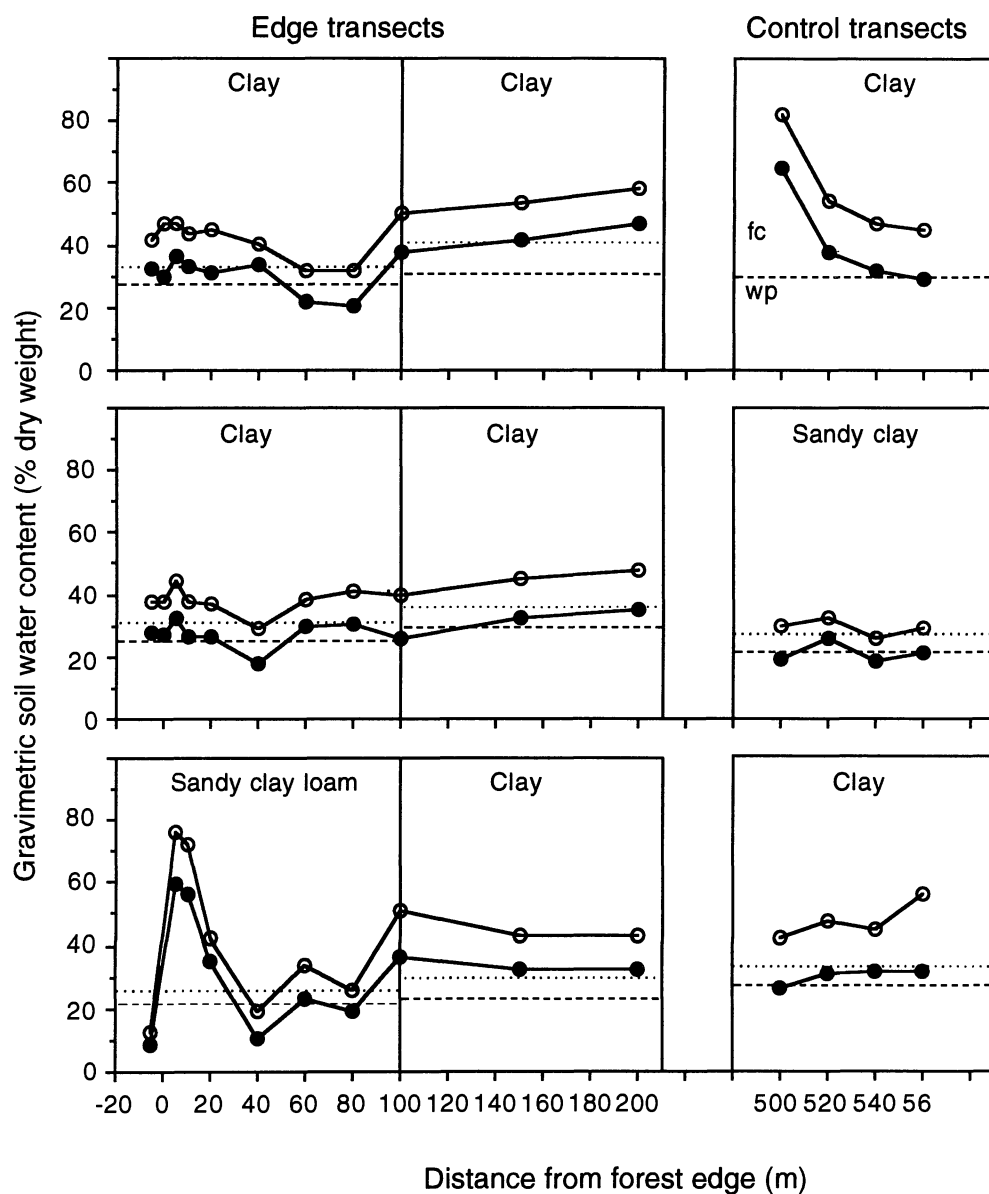 Edge transects
Control transects
Gravimetric soil water content (% dry weight)
Clay
Clay
Clay
80
60
40
20
0
fc
wp
Clay
Clay
Sandy clay
80
60
40
20
0
Sandy clay loam
Clay
Clay
80
60
40
20
0
-20 0 20 40 60 80 100 120 140 160 180 200 500 520 540 56
Distance from forest edge (m)